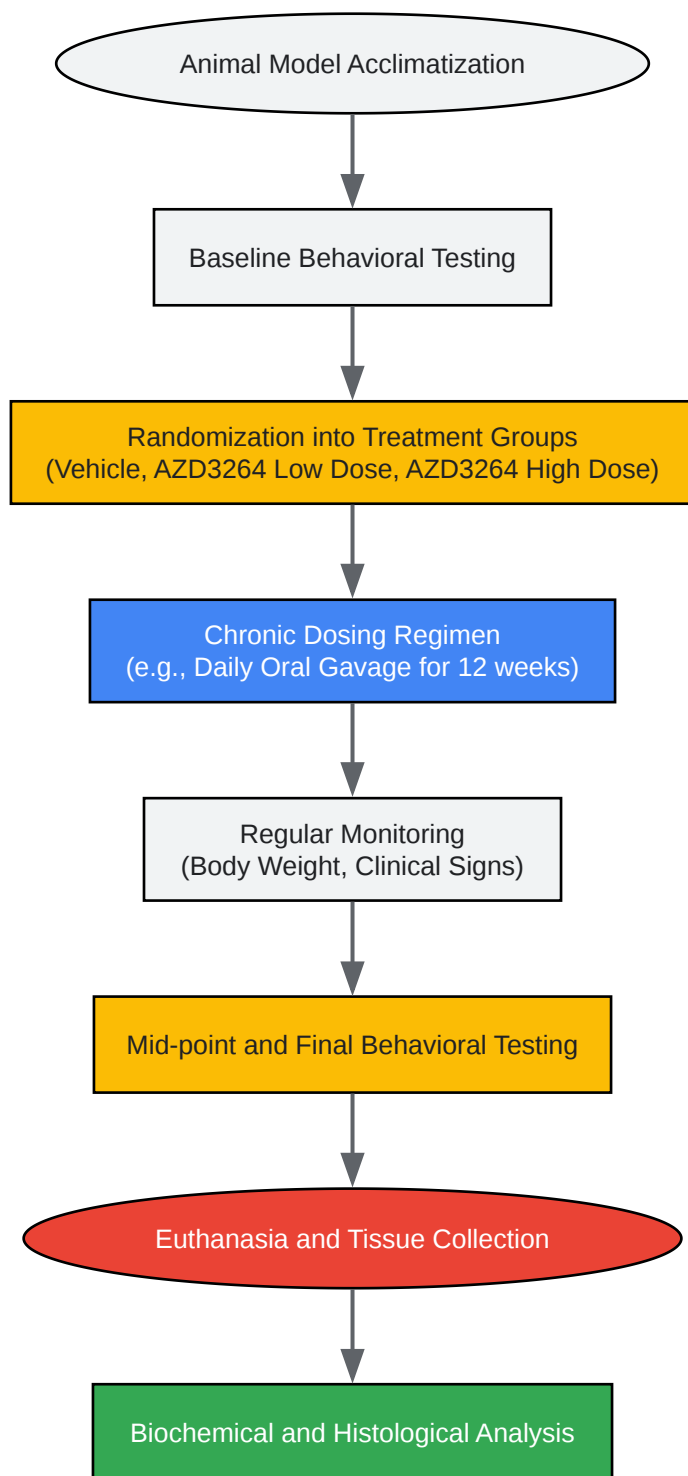 Animal Model Acclimatization
Baseline Behavioral Testing
Randomization into Treatment Groups
(Vehicle, AZD3264 Low Dose, AZD3264 High Dose)
Chronic Dosing Regimen
(e.g., Daily Oral Gavage for 12 weeks)
Regular Monitoring
(Body Weight, Clinical Signs)
Mid-point and Final Behavioral Testing
Euthanasia and Tissue Collection
Biochemical and Histological Analysis